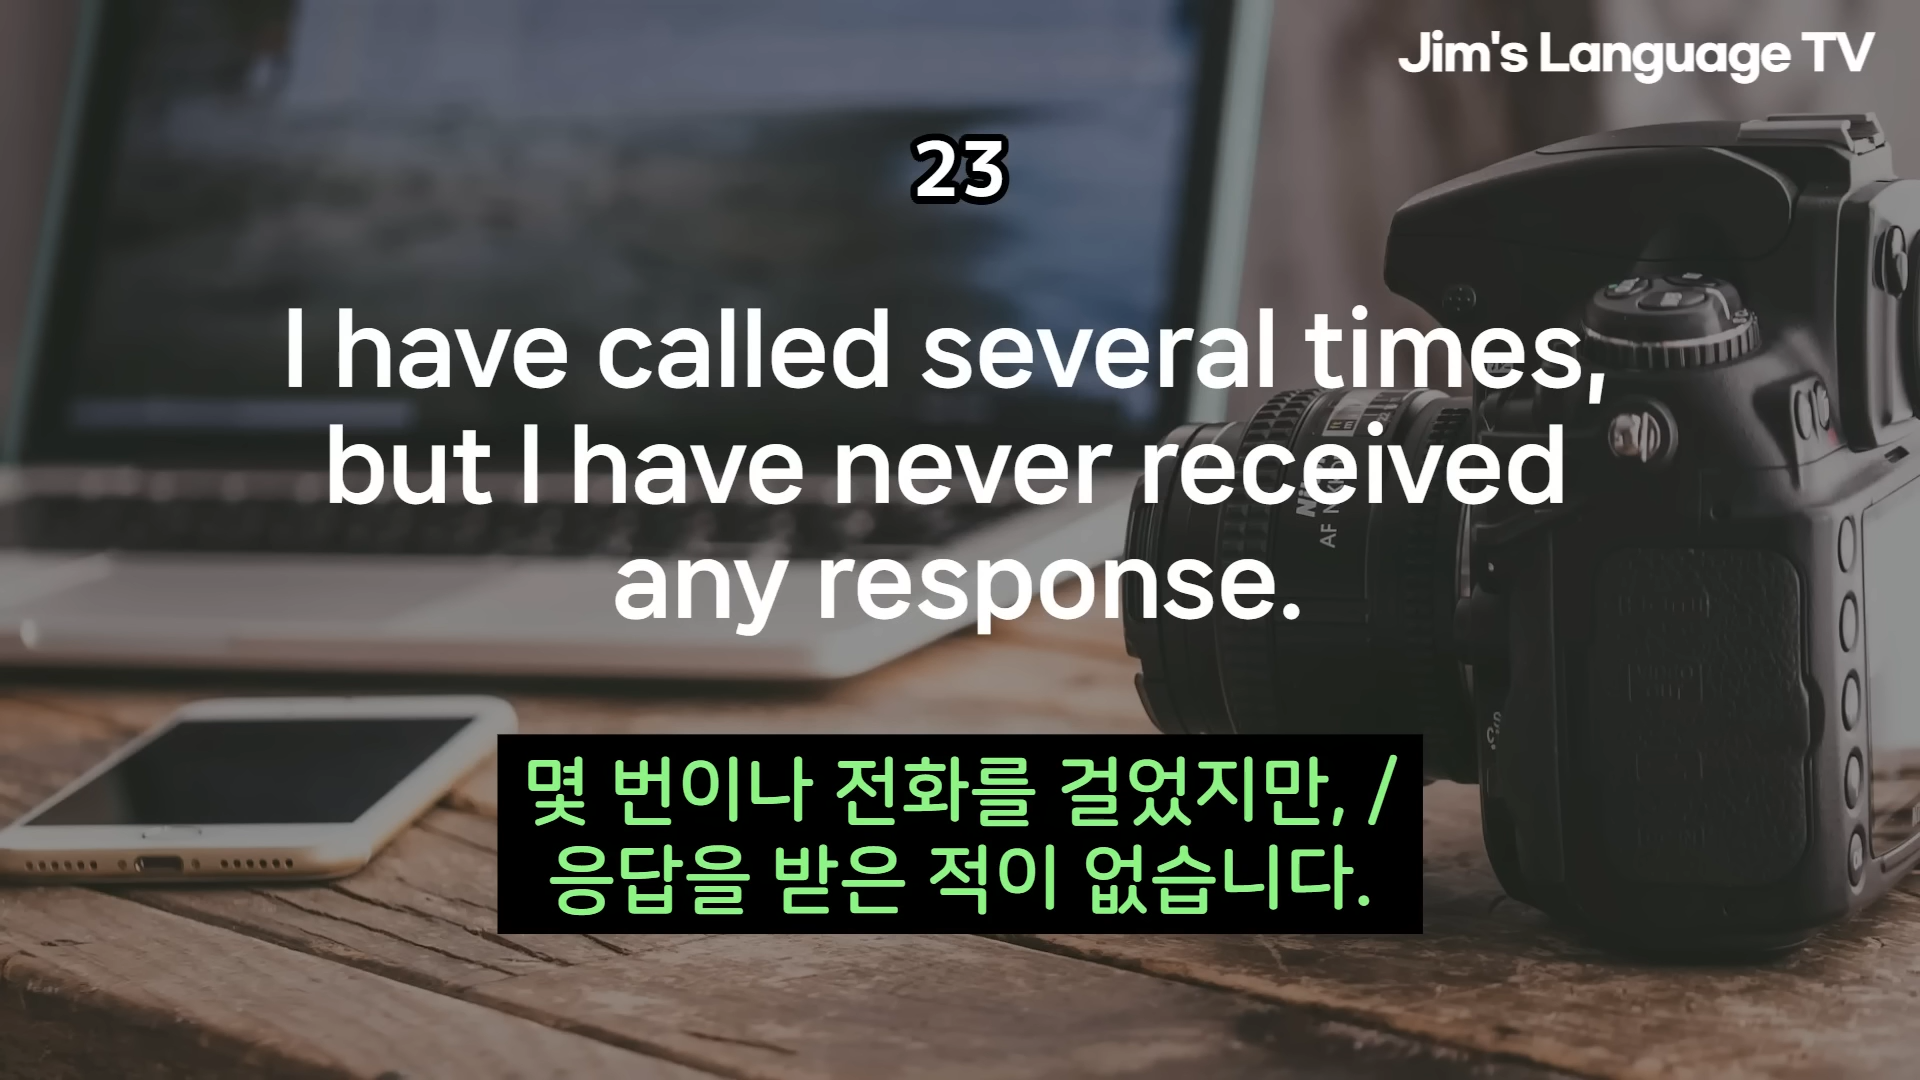 Jim's Language TV
23
I have called several times,
but I have never received
any response.
몇 번이나 전화를 걸었지만, /
응답을 받은 적이 없습니다.